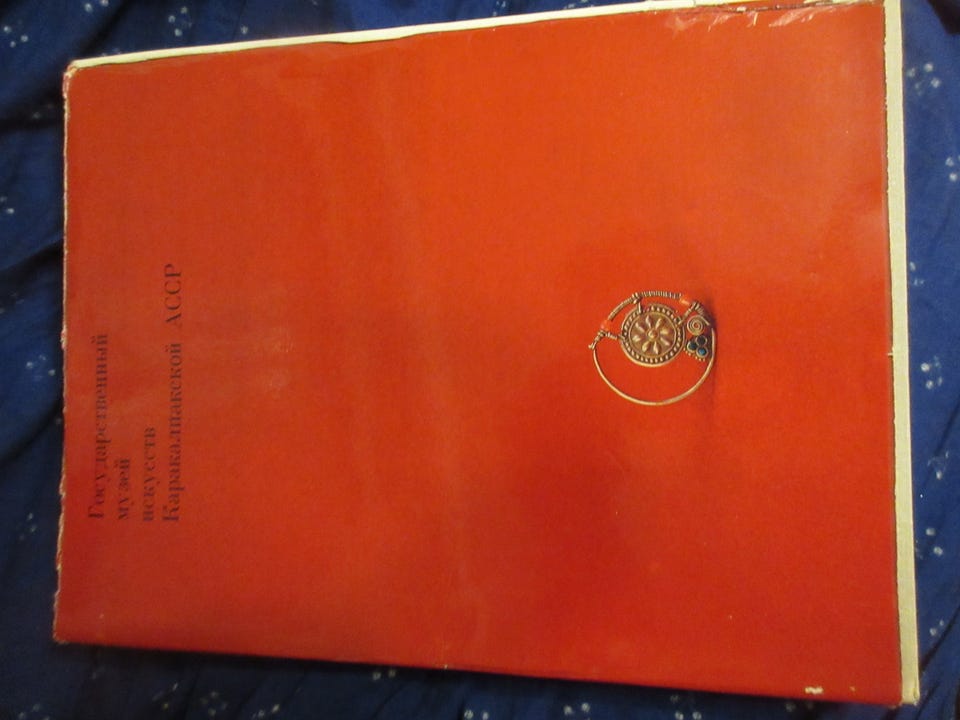 Государственный
музей
искусств
Каракалпакской АССР